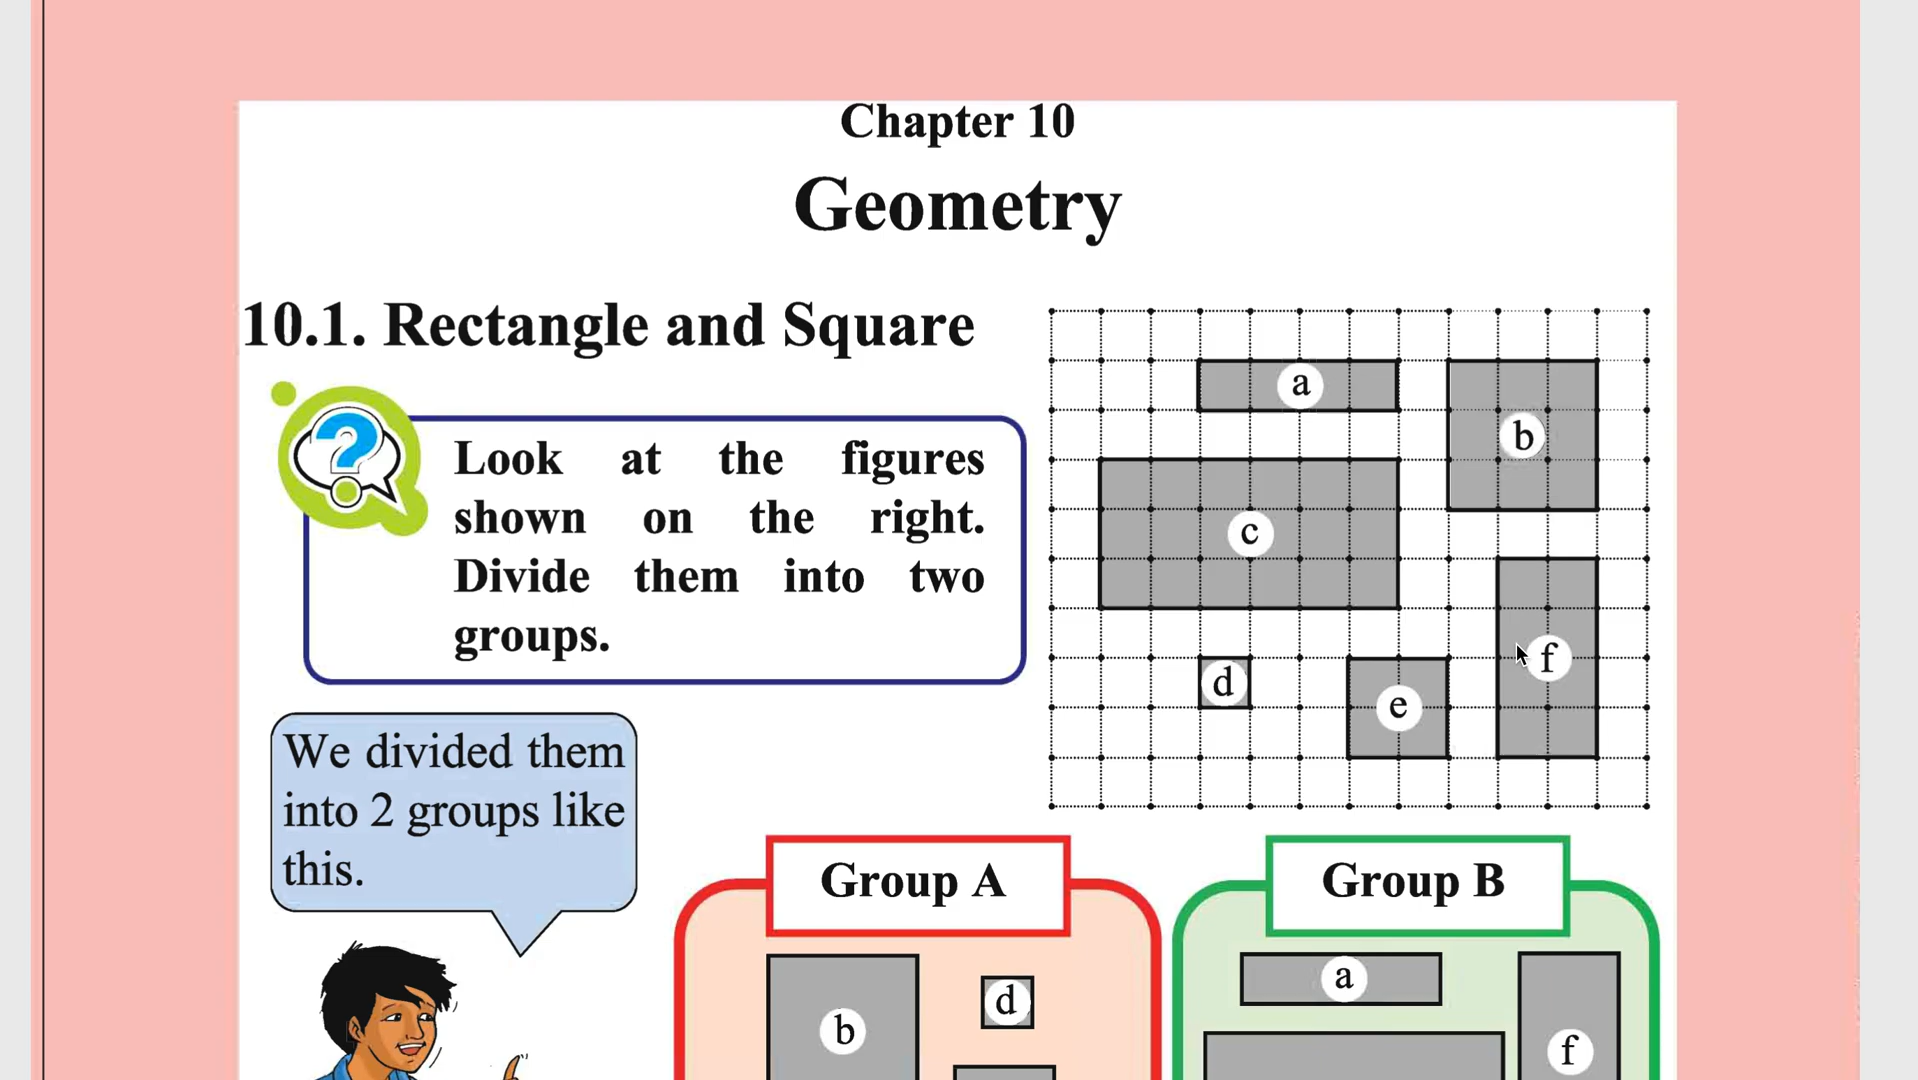 Chapter 10
Geometry
10.1. Rectangle and Square
Look at the figures
shown on the right.
Divide them into two
groups.
a
b
c
d
e
f
We divided them
into 2 groups like
this.
Group A
b
d
Group B
a
f